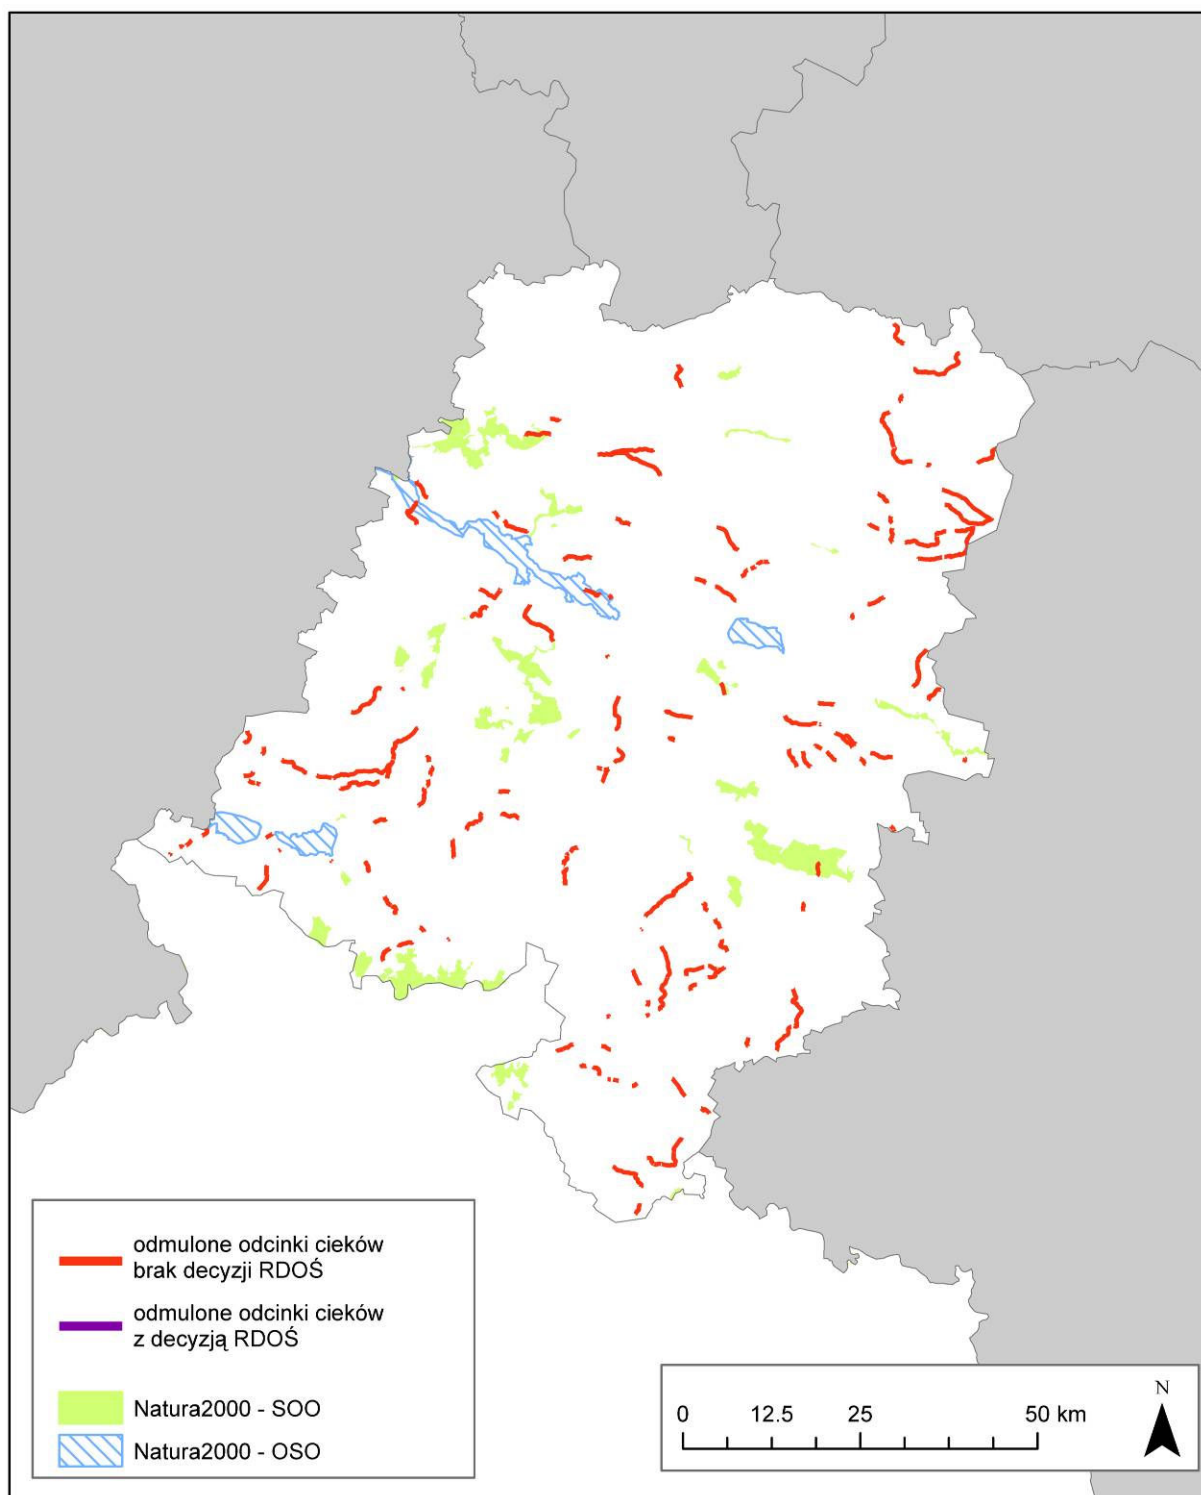 odmulone odcinki cieków
brak decyzji RDOŚ
odmulone odcinki cieków
z decyzją RDOŚ
Natura2000 - SOO
Natura2000 - OSO
0 12.5 25 50 km
N